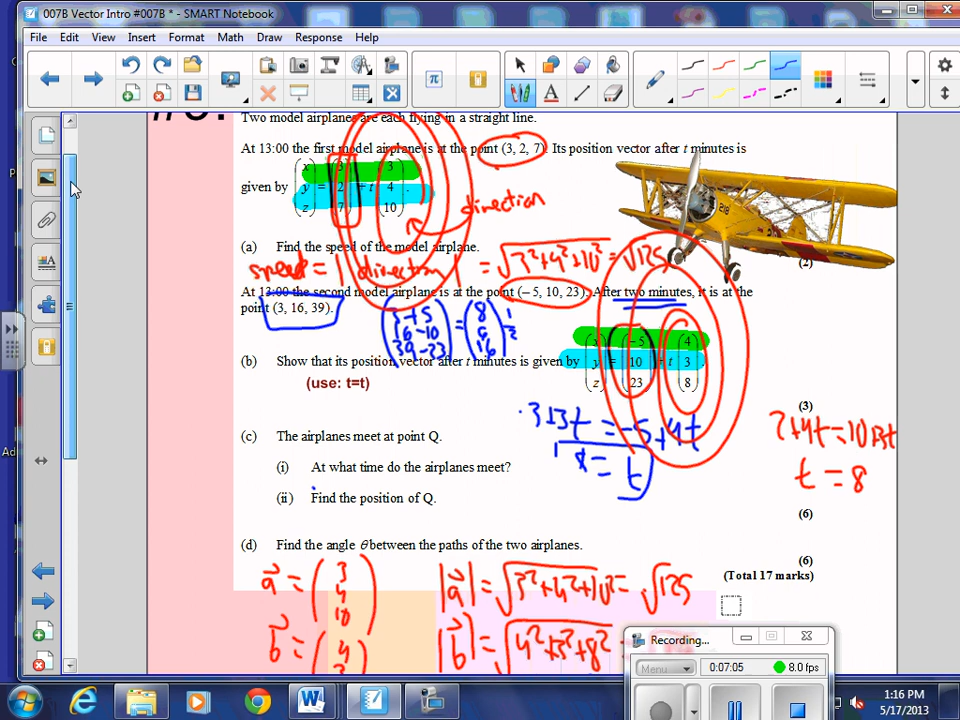 007B Vector Intro #007B * - SMART Notebook
File Edit View Insert Format Math Draw Response Help
Two model airplanes are each flying in a straight line.
At 13:00 the first model airplane is at the point (3, 2, 7). Its position vector after t minutes is
x 3 3
given by y = 2 + t 4 .
z 7 10
direction
(a) Find the speed of the model airplane.
speed = | direction | = √3²+4²+10² = √125
(2)
At 13:00 the second model airplane is at the point (– 5, 10, 23). After two minutes, it is at the
point (3, 16, 39).
3+5 8 1
16-10 = 6 2
39-23 16
x –5 4
(b) Show that its position vector after t minutes is given by y = 10 + t 3 .
z 23 8
(use: t=t)
(3)
3+3t = -5+4t
8 = t
2+4t=10+3t
t = 8
(c) The airplanes meet at point Q.
(i) At what time do the airplanes meet?
(ii) Find the position of Q.
(6)
(d) Find the angle θ between the paths of the two airplanes.
(6)
(Total 17 marks)
a = 3 4 10 |a| = √3²+4²+10² = √125
b = 4 3 |b| = √4²+3²+8²
Recording...
Menu 0:07:05 8.0 fps
1:16 PM
5/17/2013